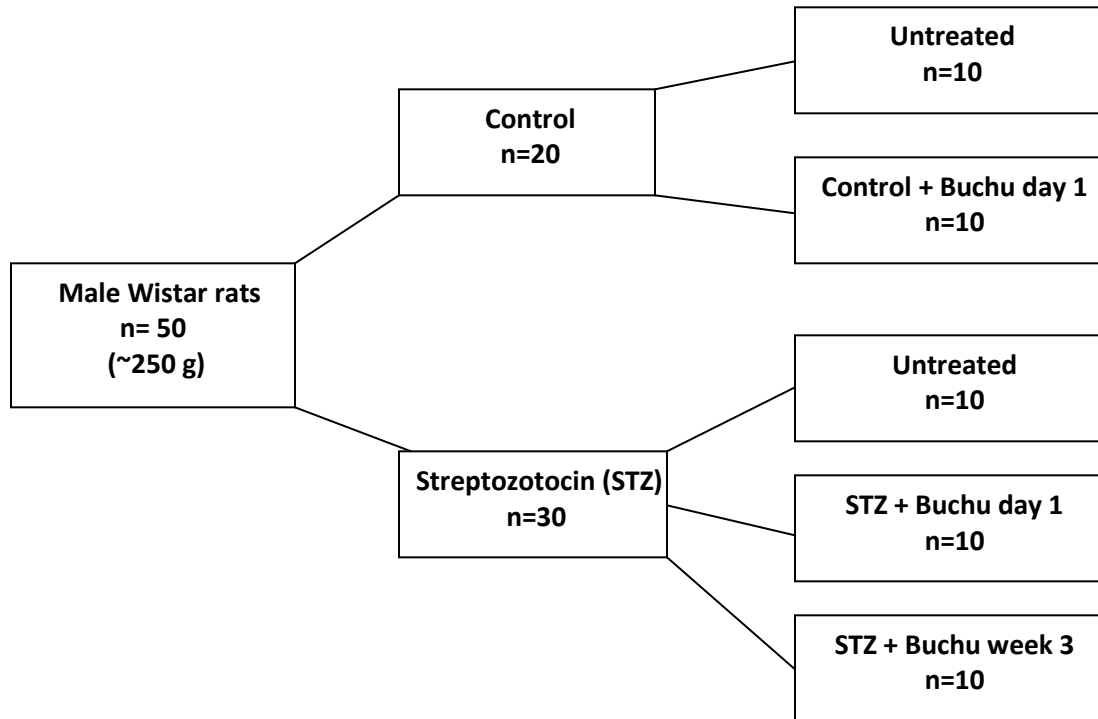 Male Wistar rats
n= 50
(~250 g)
Control
n=20
Streptozotocin (STZ)
n=30
Untreated
n=10
Control + Buchu day 1
n=10
Untreated
n=10
STZ + Buchu day 1
n=10
STZ + Buchu week 3
n=10